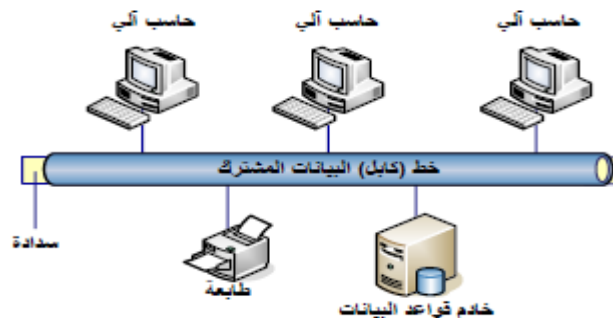 حاسب آلي
حاسب آلي
حاسب آلي
خط (كابل) البيانات المشترك
سدادة
طابعة
خادم قواعد البيانات